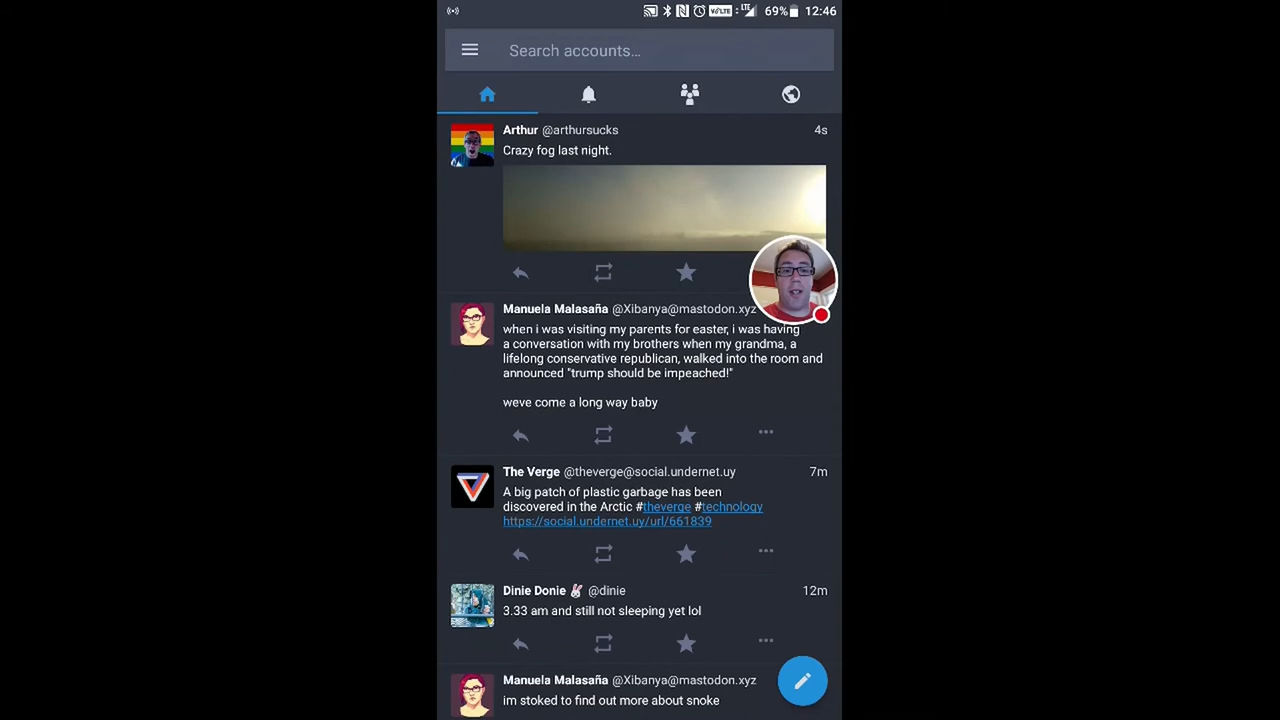 LTE 69% 12:46
Search accounts...
Arthur @arthursucks 4s
Crazy fog last night.
Manuela Malasaña @Xibanya@mastodon.xyz
when i was visiting my parents for easter, i was having
a conversation with my brothers when my grandma, a
lifelong conservative republican, walked into the room and
announced "trump should be impeached!"
weve come a long way baby
The Verge @theverge@social.undernet.uy 7m
A big patch of plastic garbage has been
discovered in the Arctic #theverge #technology
https://social.undernet.uy/url/661839
Dinie Donie 🐰 @dinie 12m
3.33 am and still not sleeping yet lol
Manuela Malasaña @Xibanya@mastodon.xyz
im stoked to find out more about snoke